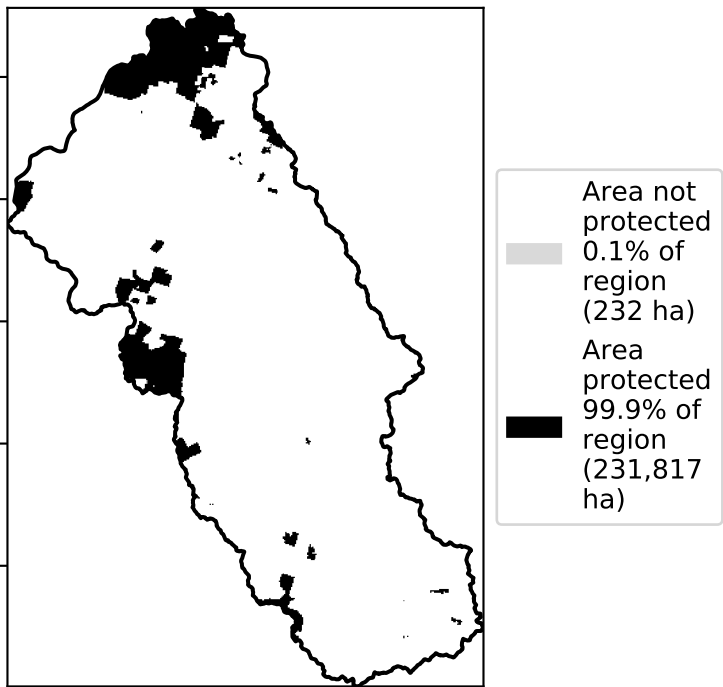 Area not
protected
0.1% of
region
(232 ha)
Area
protected
99.9% of
region
(231,817
ha)